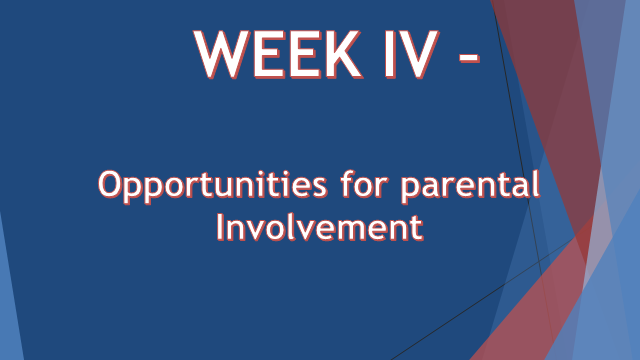 WEEK IV –
Opportunities for parental
Involvement